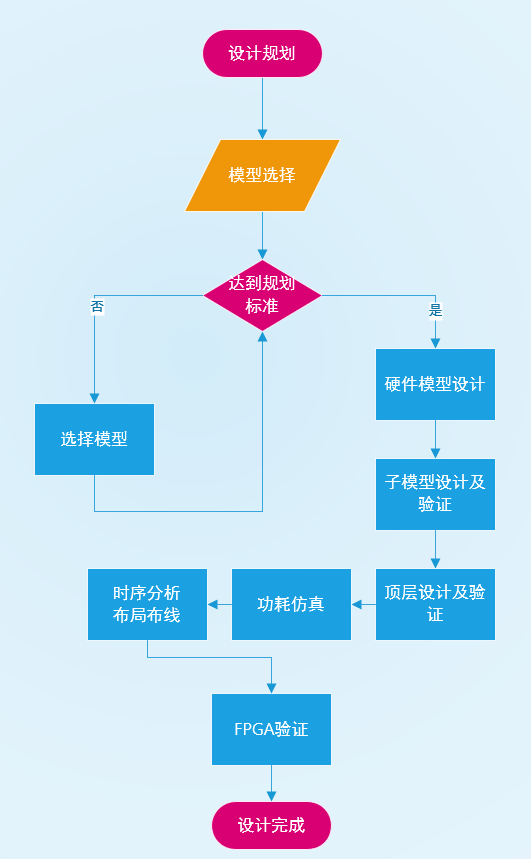 设计规划
模型选择
达到规划
标准
否
是
硬件模型设计
选择模型
子模型设计及
验证
时序分析
布局布线
功耗仿真
顶层设计及验
证
FPGA验证
设计完成